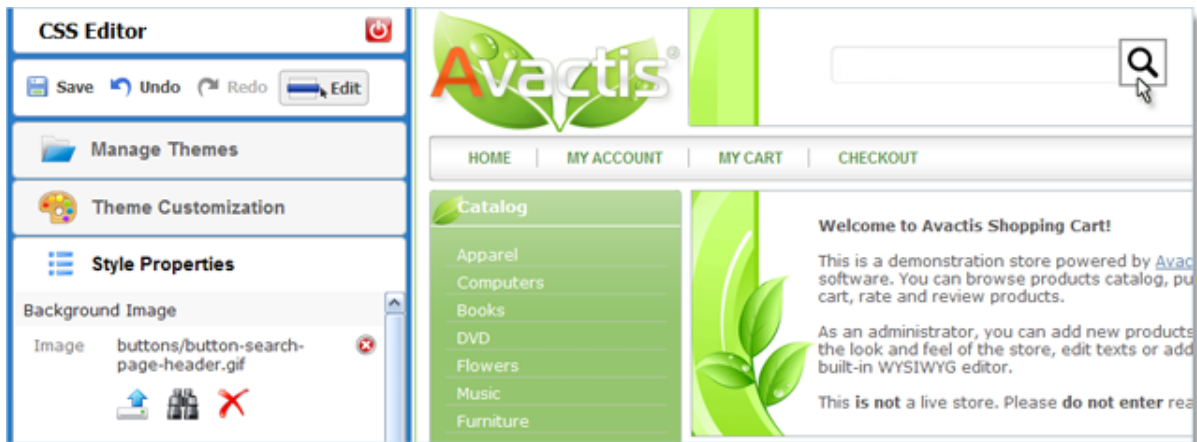 CSS Editor
Save Undo Redo Edit
Manage Themes
Theme Customization
Style Properties
Background Image
Image buttons/button-search-
page-header.gif
Avactis®
HOME MY ACCOUNT MY CART CHECKOUT
Catalog
Apparel
Computers
Books
DVD
Flowers
Music
Furniture
Welcome to Avactis Shopping Cart!
This is a demonstration store powered by Avac
software. You can browse products catalog, pu
cart, rate and review products.
As an administrator, you can add new products
the look and feel of the store, edit texts or add
built-in WYSIWYG editor.
This is not a live store. Please do not enter rea